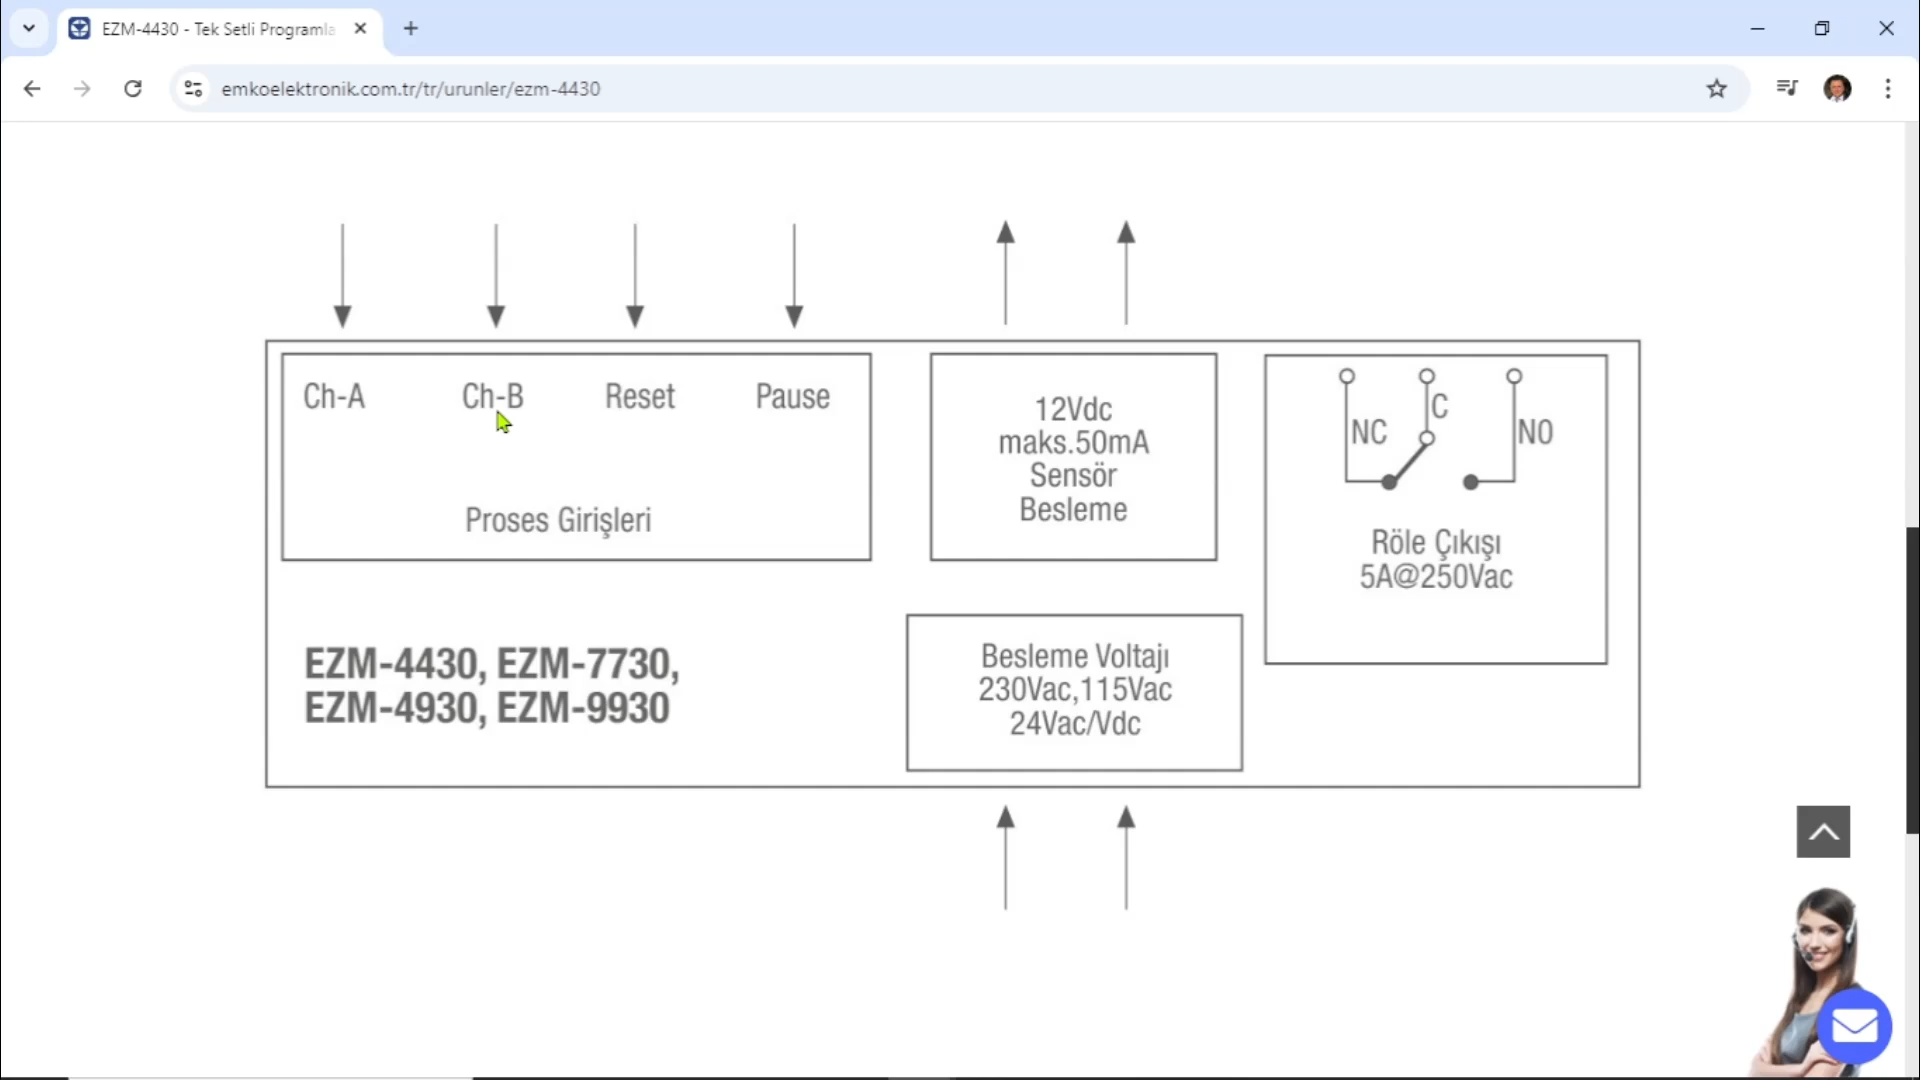 EZM-4430 - Tek Setli Programla
emkoelektronik.com.tr/tr/urunler/ezm-4430
Ch-A Ch-B Reset Pause
Proses Girişleri
12Vdc
maks.50mA
Sensör
Besleme
NC C NO
Röle Çıkışı
5A@250Vac
EZM-4430, EZM-7730,
EZM-4930, EZM-9930
Besleme Voltajı
230Vac,115Vac
24Vac/Vdc